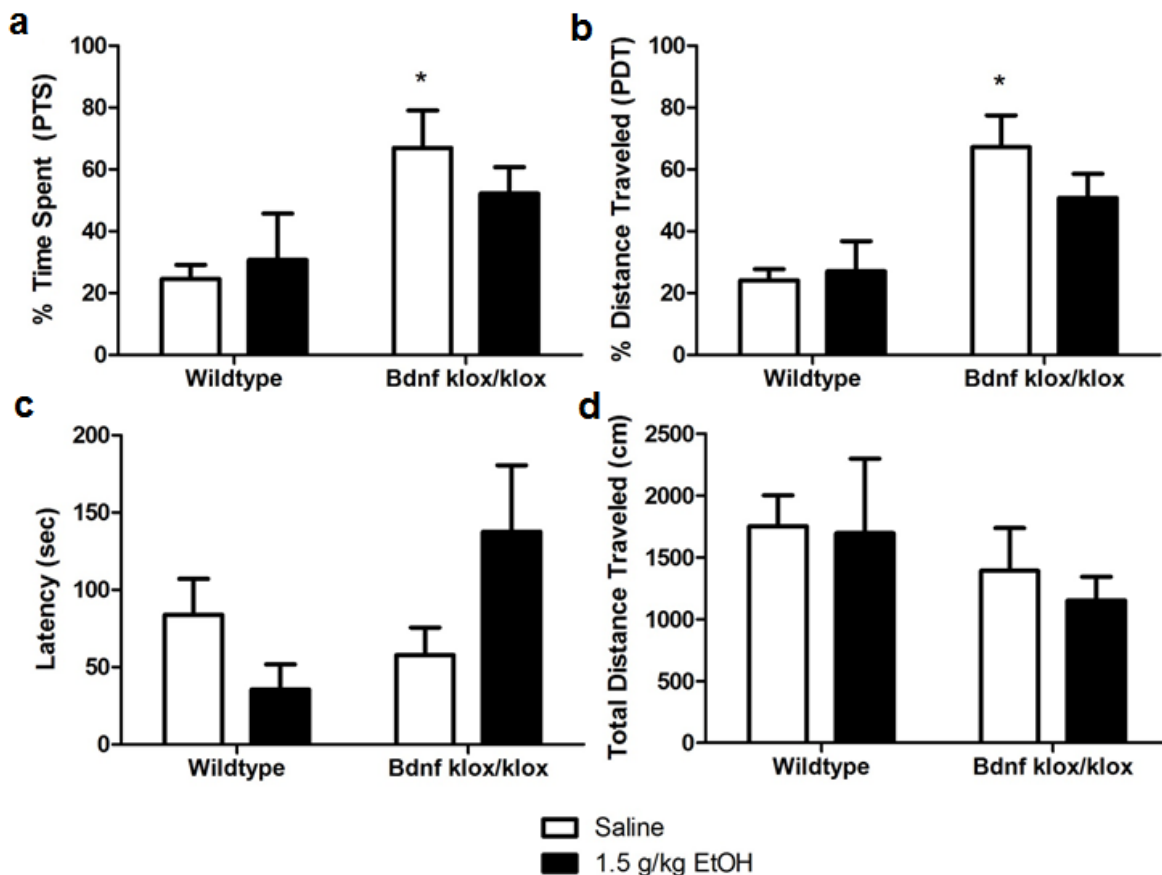 a
% Time Spent (PTS)
100
80
60
40
20
0
*
Wildtype
Bdnf klox/klox
b
% Distance Traveled (PDT)
100
80
60
40
20
0
*
Wildtype
Bdnf klox/klox
c
Latency (sec)
200
150
100
50
0
Wildtype
Bdnf klox/klox
d
Total Distance Traveled (cm)
2500
2000
1500
1000
500
0
Wildtype
Bdnf klox/klox
Saline
1.5 g/kg EtOH